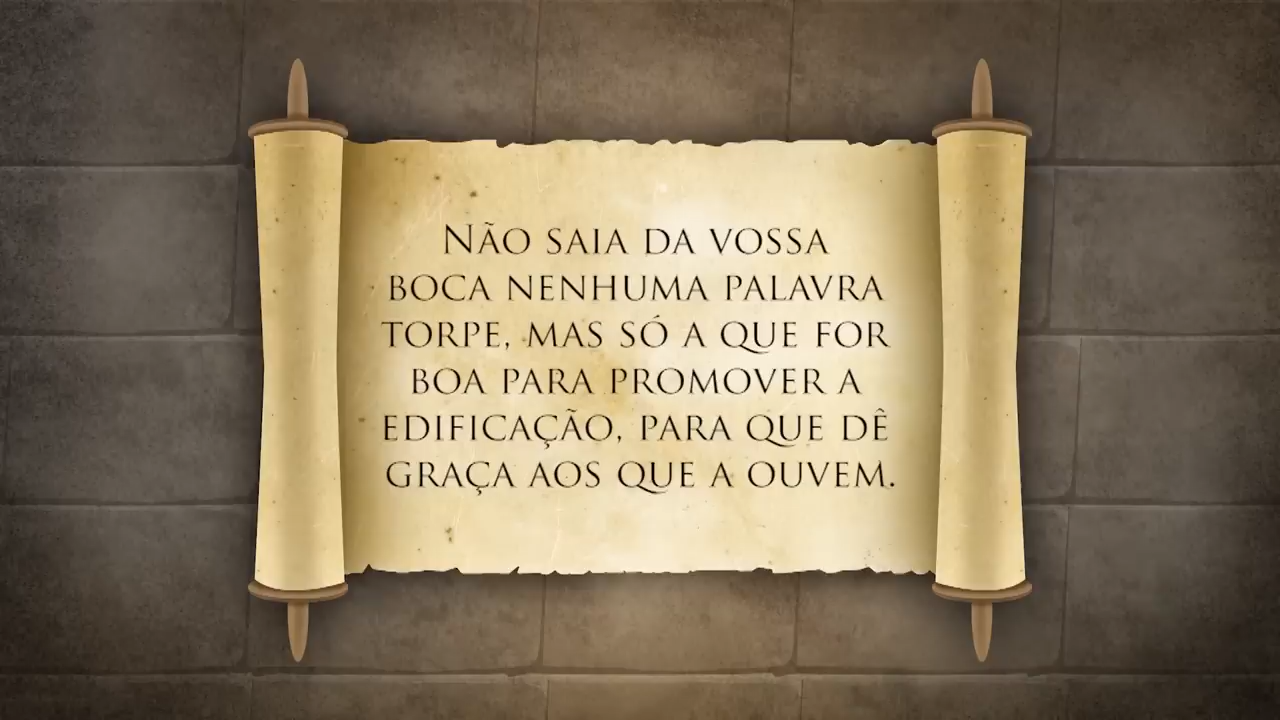 Não saia da vossa
boca nenhuma palavra
torpe, mas só a que for
boa para promover a
edificação, para que dê
graça aos que a ouvem.